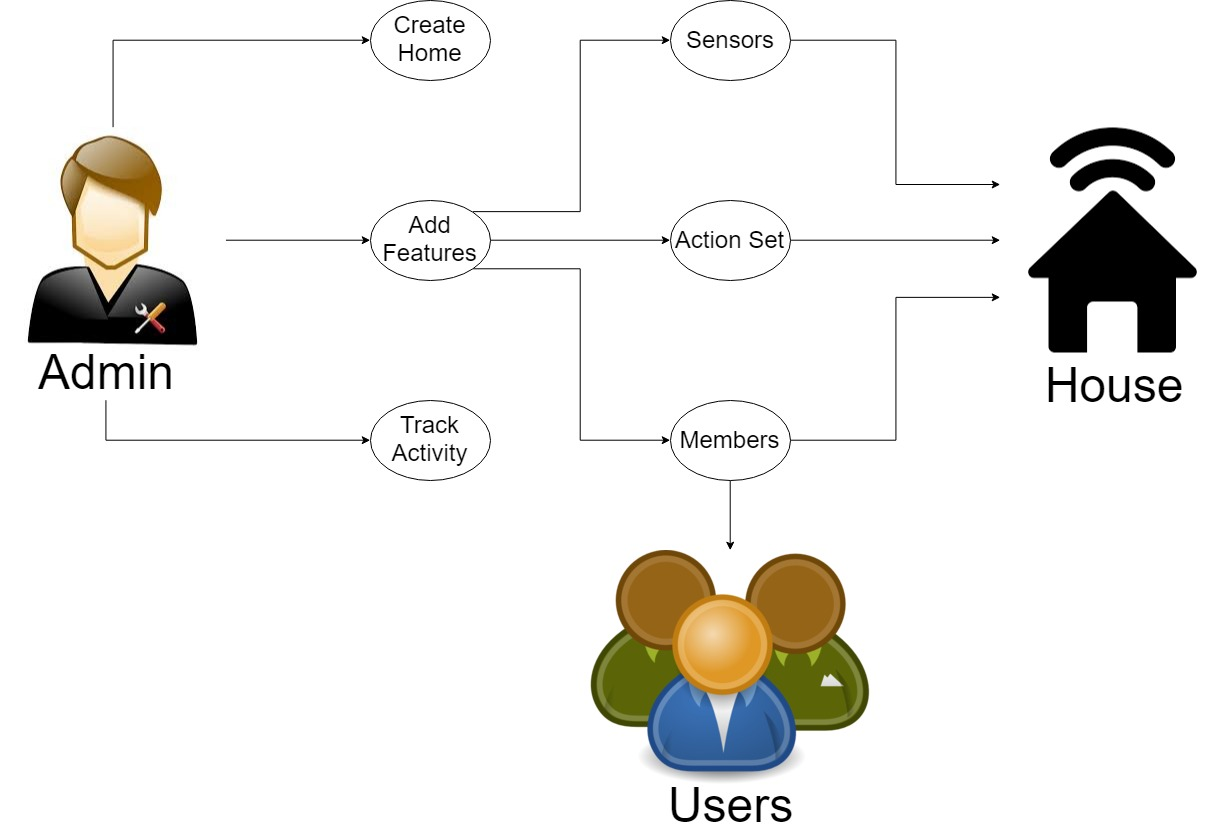 Create
Home
Sensors
Add
Features
Action Set
Admin
House
Track
Activity
Members
Users